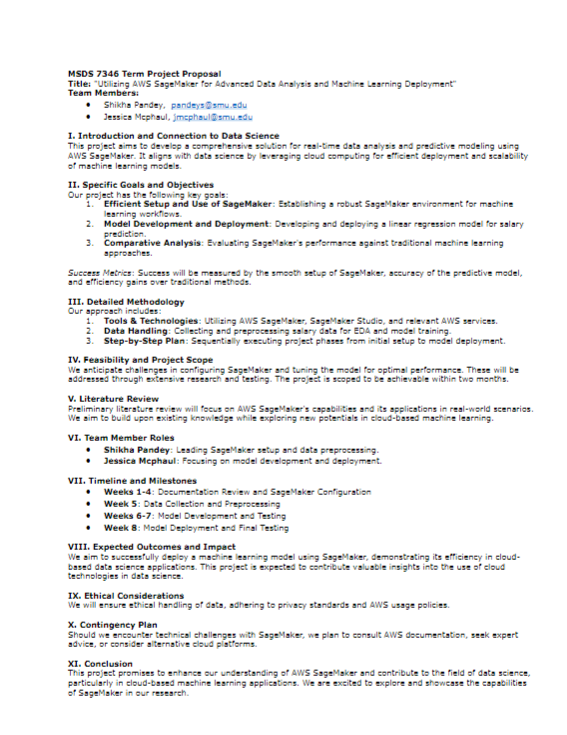 MSDS 7346 Term Project Proposal
Title: "Utilizing AWS SageMaker for Advanced Data Analysis and Machine Learning Deployment"
Team Members:
• Shikha Pandey, pandeys@smu.edu
• Jessica Mcphaul, jmcphaul@smu.edu
I. Introduction and Connection to Data Science
This project aims to develop a comprehensive solution for real-time data analysis and predictive modeling using
AWS SageMaker. It aligns with data science by leveraging cloud computing for efficient deployment and scalability
of machine learning models.
II. Specific Goals and Objectives
Our project has the following key goals:
1. Efficient Setup and Use of SageMaker: Establishing a robust SageMaker environment for machine
learning workflows.
2. Model Development and Deployment: Developing and deploying a linear regression model for salary
prediction.
3. Comparative Analysis: Evaluating SageMaker's performance against traditional machine learning
approaches.
Success Metrics: Success will be measured by the smooth setup of SageMaker, accuracy of the predictive model,
and efficiency gains over traditional methods.
III. Detailed Methodology
Our approach includes:
1. Tools & Technologies: Utilizing AWS SageMaker, SageMaker Studio, and relevant AWS services.
2. Data Handling: Collecting and preprocessing salary data for EDA and model training.
3. Step-by-Step Plan: Sequentially executing project phases from initial setup to model deployment.
IV. Feasibility and Project Scope
We anticipate challenges in configuring SageMaker and tuning the model for optimal performance. These will be
addressed through extensive research and testing. The project is scoped to be achievable within two months.
V. Literature Review
Preliminary literature review will focus on AWS SageMaker's capabilities and its applications in real-world scenarios.
We aim to build upon existing knowledge while exploring new potentials in cloud-based machine learning.
VI. Team Member Roles
• Shikha Pandey: Leading SageMaker setup and data preprocessing.
• Jessica Mcphaul: Focusing on model development and deployment.
VII. Timeline and Milestones
• Weeks 1-4: Documentation Review and SageMaker Configuration
• Week 5: Data Collection and Preprocessing
• Weeks 6-7: Model Development and Testing
• Week 8: Model Deployment and Final Testing
VIII. Expected Outcomes and Impact
We aim to successfully deploy a machine learning model using SageMaker, demonstrating its efficiency in cloud-
based data science applications. This project is expected to contribute valuable insights into the use of cloud
technologies in data science.
IX. Ethical Considerations
We will ensure ethical handling of data, adhering to privacy standards and AWS usage policies.
X. Contingency Plan
Should we encounter technical challenges with SageMaker, we plan to consult AWS documentation, seek expert
advice, or consider alternative cloud platforms.
XI. Conclusion
This project promises to enhance our understanding of AWS SageMaker and contribute to the field of data science,
particularly in cloud-based machine learning applications. We are excited to explore and showcase the capabilities
of SageMaker in our research.